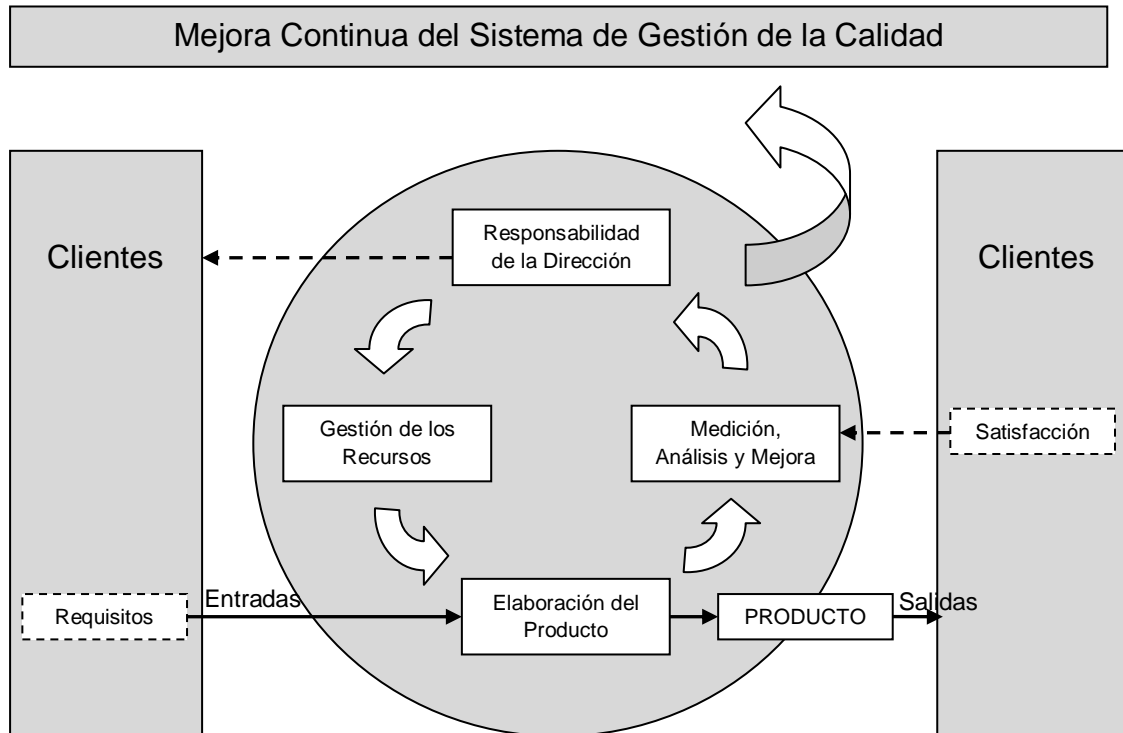 Mejora Continua del Sistema de Gestión de la Calidad
Clientes
Responsabilidad
de la Dirección
Clientes
Gestión de los
Recursos
Medición,
Análisis y Mejora
Satisfacción
Requisitos
Entradas
Elaboración del
Producto
PRODUCTO
Salidas